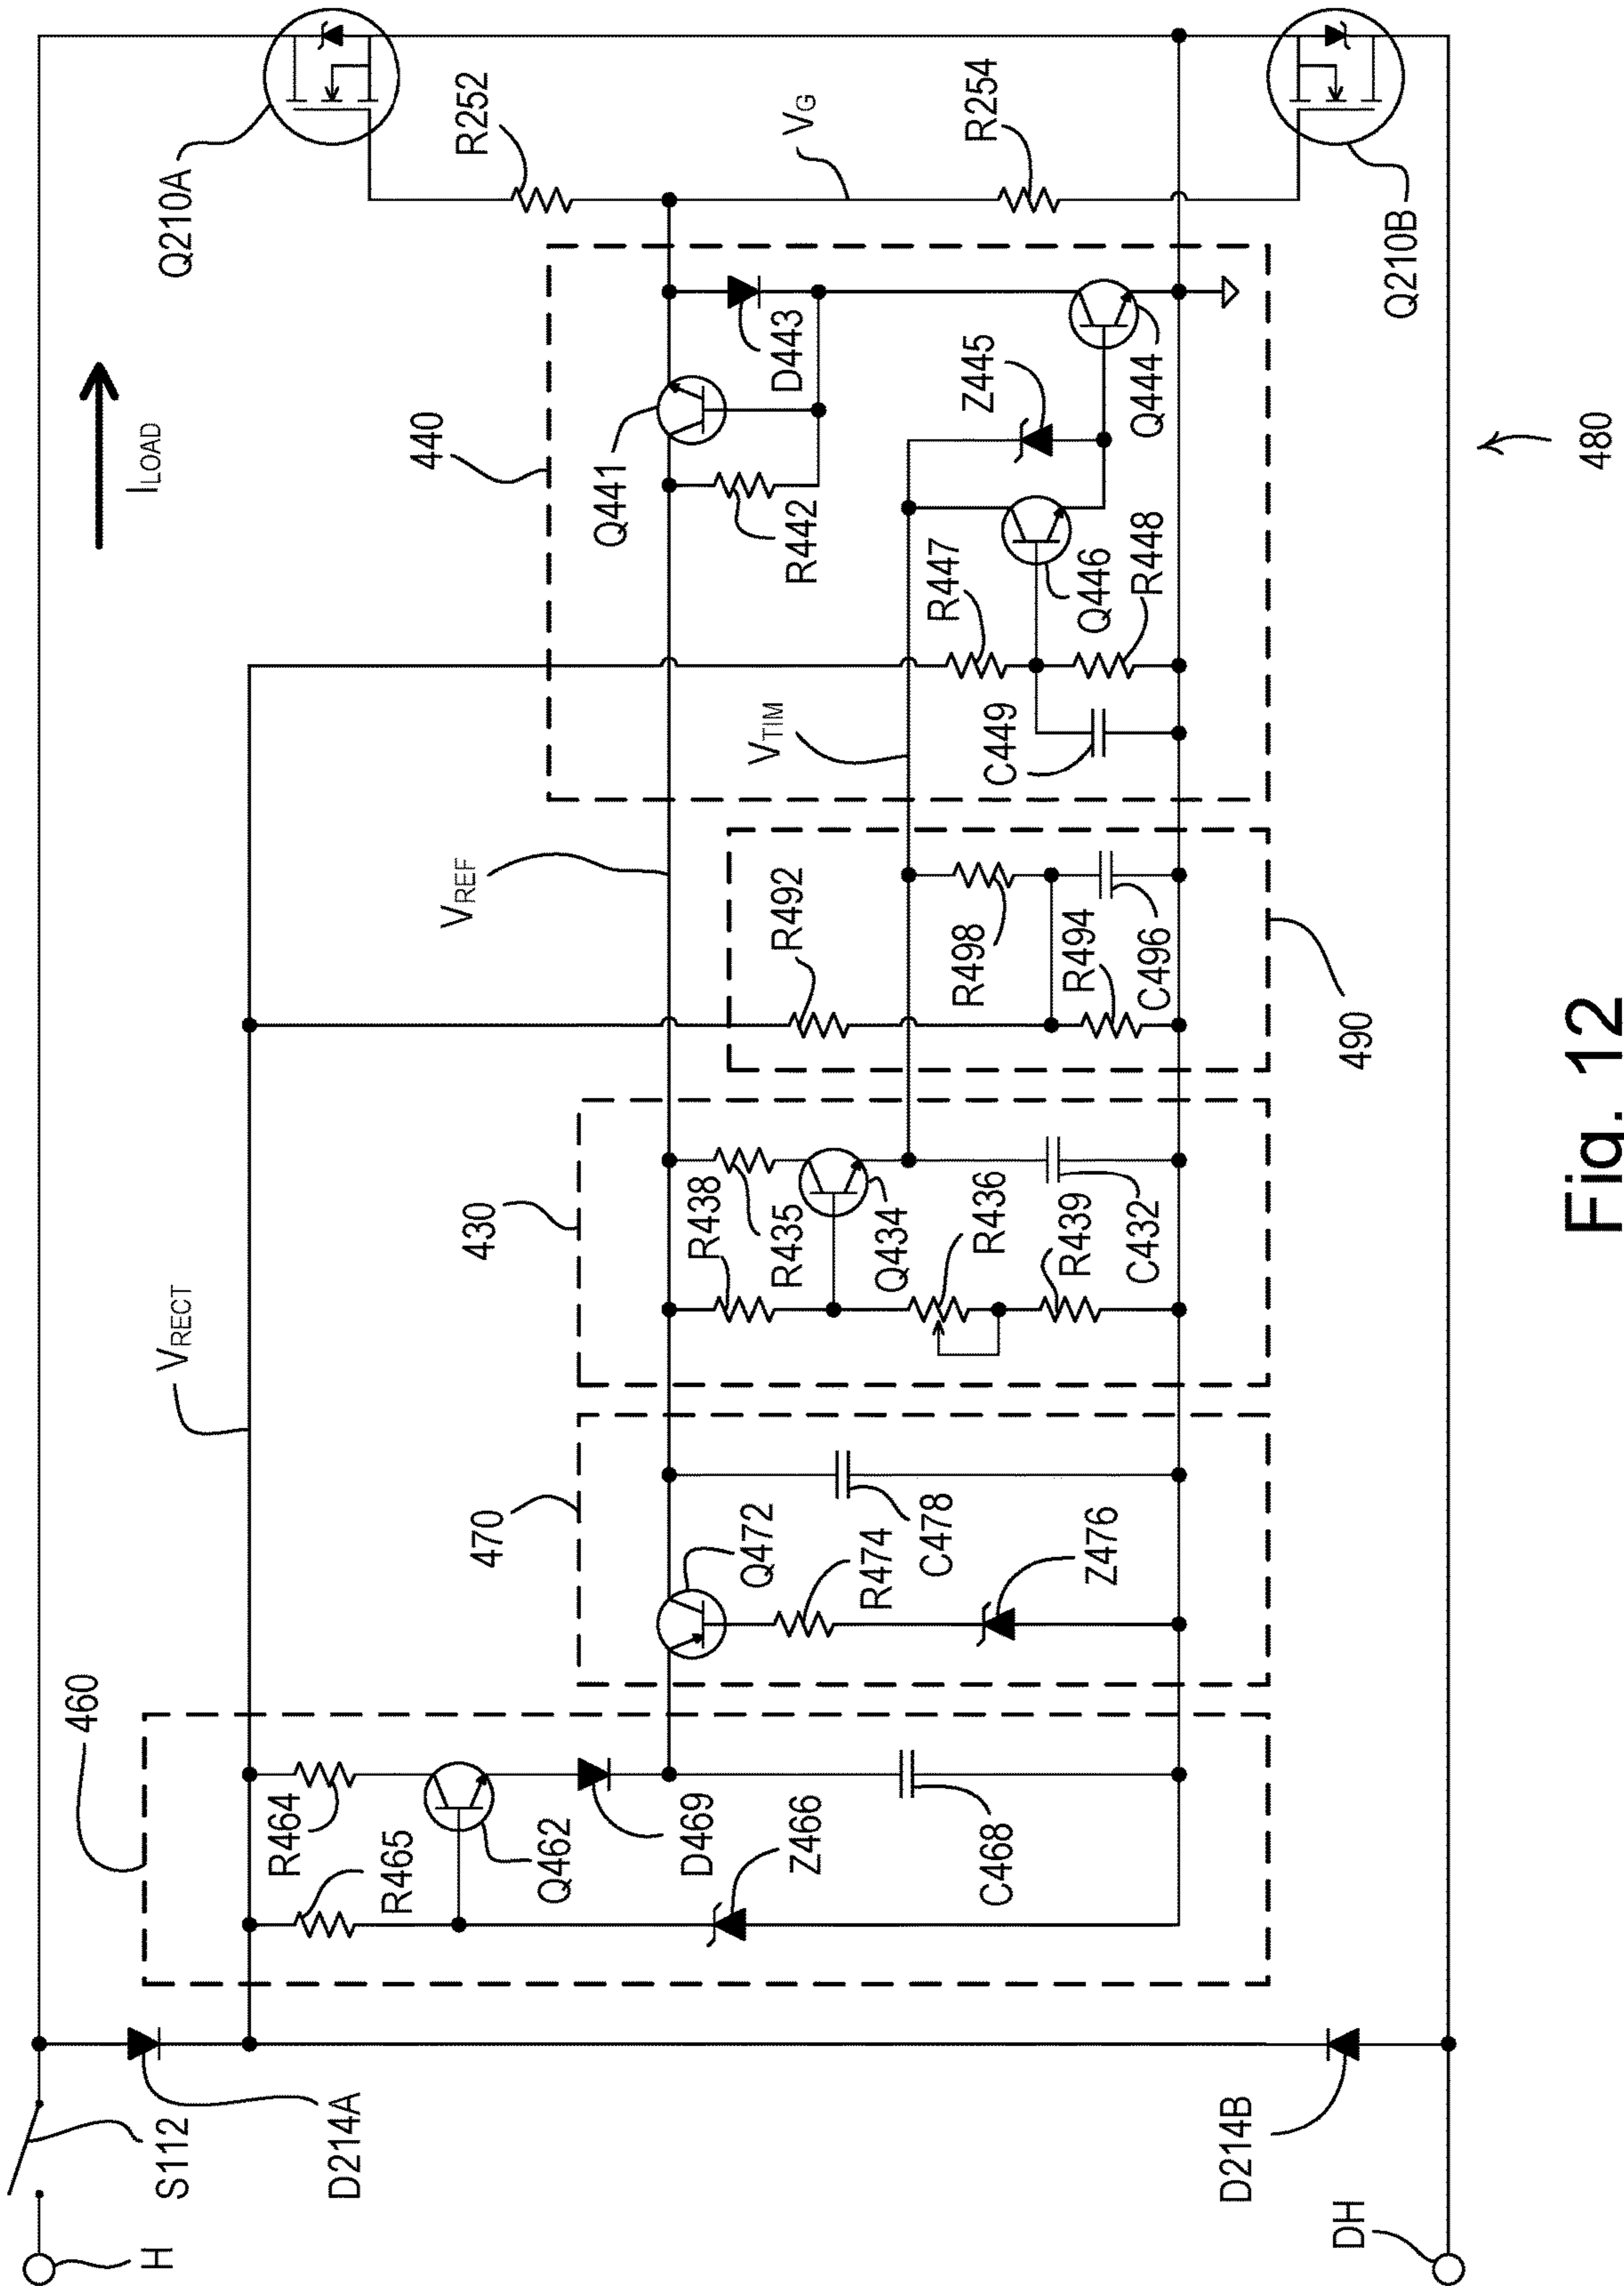 H
S112
D214A
D214B
DH
460
R464
R465
Q462
D469
Z466
C468
VRECT
470
Q472
R474
C478
Z476
430
R438
R435
Q434
R436
R439
C432
VREF
R492
R498
R494
C496
490
VTIM
440
Q441
R442
D443
R447
Z445
Q446
R448
C449
Q444
ILOAD
Q210A
R252
VG
R254
Q210B
480
Fig. 12